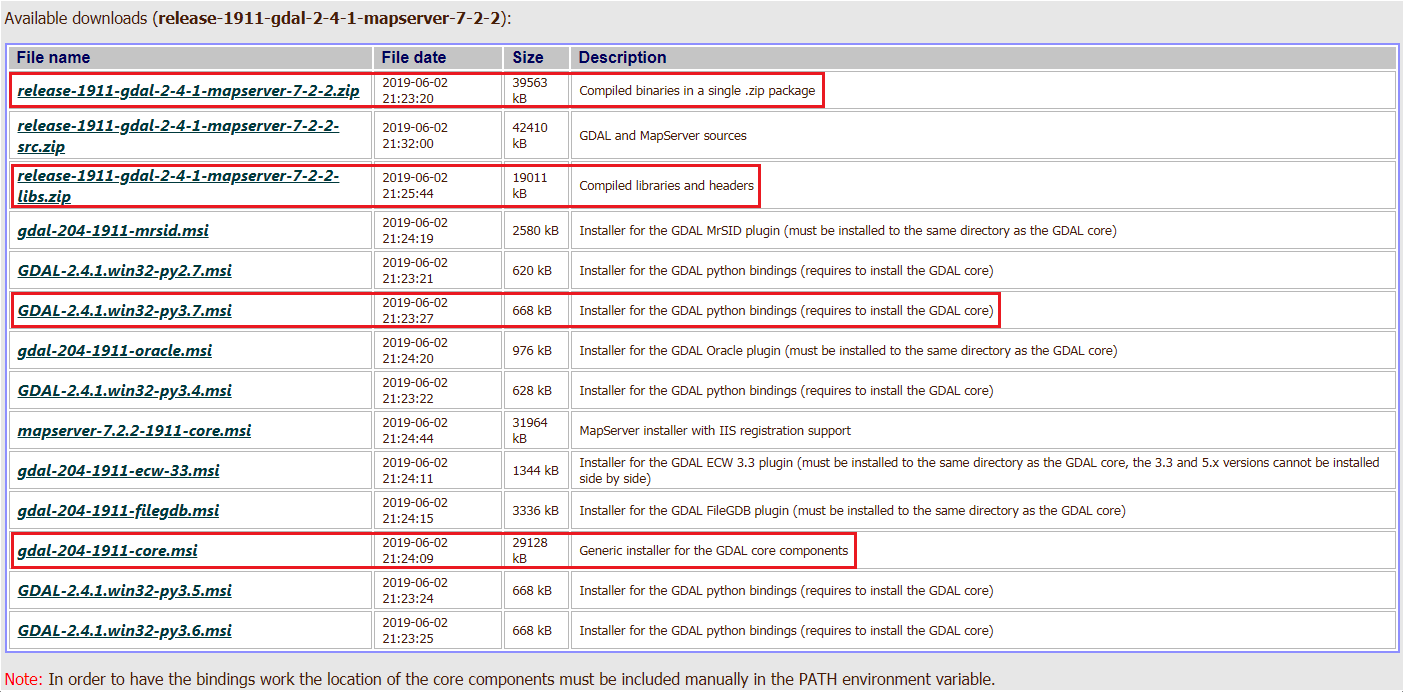 Available downloads (release-1911-gdal-2-4-1-mapserver-7-2-2):
File name File date Size Description
release-1911-gdal-2-4-1-mapserver-7-2-2.zip 2019-06-02 21:23:20 39563 kB Compiled binaries in a single .zip package
release-1911-gdal-2-4-1-mapserver-7-2-2-src.zip 2019-06-02 21:32:00 42410 kB GDAL and MapServer sources
release-1911-gdal-2-4-1-mapserver-7-2-2-libs.zip 2019-06-02 21:25:44 19011 kB Compiled libraries and headers
gdal-204-1911-mrsid.msi 2019-06-02 21:24:19 2580 kB Installer for the GDAL MrSID plugin (must be installed to the same directory as the GDAL core)
GDAL-2.4.1.win32-py2.7.msi 2019-06-02 21:23:21 620 kB Installer for the GDAL python bindings (requires to install the GDAL core)
GDAL-2.4.1.win32-py3.7.msi 2019-06-02 21:23:27 668 kB Installer for the GDAL python bindings (requires to install the GDAL core)
gdal-204-1911-oracle.msi 2019-06-02 21:24:20 976 kB Installer for the GDAL Oracle plugin (must be installed to the same directory as the GDAL core)
GDAL-2.4.1.win32-py3.4.msi 2019-06-02 21:23:22 628 kB Installer for the GDAL python bindings (requires to install the GDAL core)
mapserver-7.2.2-1911-core.msi 2019-06-02 21:24:44 31964 kB MapServer installer with IIS registration support
gdal-204-1911-ecw-33.msi 2019-06-02 21:24:11 1344 kB Installer for the GDAL ECW 3.3 plugin (must be installed to the same directory as the GDAL core, the 3.3 and 5.x versions cannot be installed side by side)
gdal-204-1911-filegdb.msi 2019-06-02 21:24:15 3336 kB Installer for the GDAL FileGDB plugin (must be installed to the same directory as the GDAL core)
gdal-204-1911-core.msi 2019-06-02 21:24:09 29128 kB Generic installer for the GDAL core components
GDAL-2.4.1.win32-py3.5.msi 2019-06-02 21:23:24 668 kB Installer for the GDAL python bindings (requires to install the GDAL core)
GDAL-2.4.1.win32-py3.6.msi 2019-06-02 21:23:25 668 kB Installer for the GDAL python bindings (requires to install the GDAL core)
Note: In order to have the bindings work the location of the core components must be included manually in the PATH environment variable.